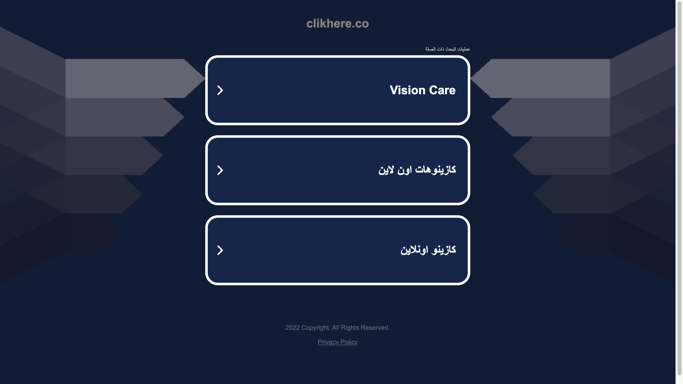 clikhere.co
عمليات البحث ذات الصلة
Vision Care
كازينوهات اون لاين
كازينو اونلاين
2022 Copyright, All Rights Reserved.
Privacy Policy